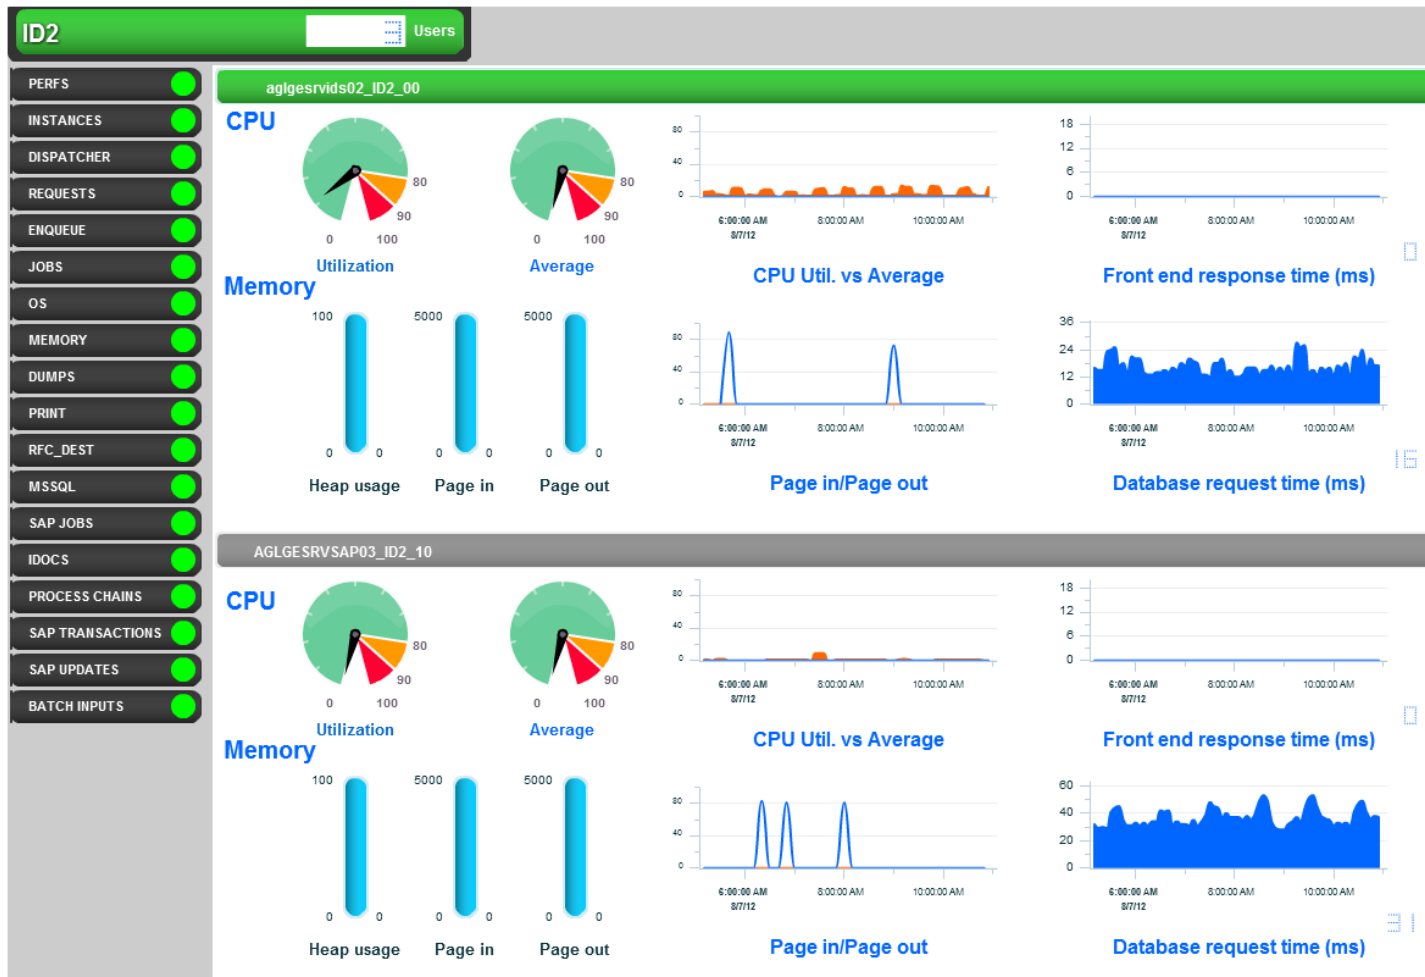 ID2
3 Users
PERFS
INSTANCES
DISPATCHER
REQUESTS
ENQUEUE
JOBS
OS
MEMORY
DUMPS
PRINT
RFC_DEST
MSSQL
SAP JOBS
IDOCS
PROCESS CHAINS
SAP TRANSACTIONS
SAP UPDATES
BATCH INPUTS
aglgesrvids02_ID2_00
CPU
80
90
0 100
Utilization
80
90
0 100
Average
80
40
0
6:00:00 AM 8:00:00 AM 10:00:00 AM
8/7/12
CPU Util. vs Average
18
12
6
0
6:00:00 AM 8:00:00 AM 10:00:00 AM
8/7/12
0
Front end response time (ms)
Memory
100 5000 5000
0 0 0 0 0 0
Heap usage Page in Page out
80
40
0
6:00:00 AM 8:00:00 AM 10:00:00 AM
8/7/12
Page in/Page out
36
24
12
0
6:00:00 AM 8:00:00 AM 10:00:00 AM
8/7/12
16
Database request time (ms)
AGLGESRVSAP03_ID2_10
CPU
80
90
0 100
Utilization
80
90
0 100
Average
80
40
0
6:00:00 AM 8:00:00 AM 10:00:00 AM
8/7/12
CPU Util. vs Average
18
12
6
0
6:00:00 AM 8:00:00 AM 10:00:00 AM
8/7/12
0
Front end response time (ms)
Memory
100 5000 5000
0 0 0 0 0 0
Heap usage Page in Page out
80
40
0
6:00:00 AM 8:00:00 AM 10:00:00 AM
8/7/12
Page in/Page out
60
40
20
0
6:00:00 AM 8:00:00 AM 10:00:00 AM
8/7/12
31
Database request time (ms)